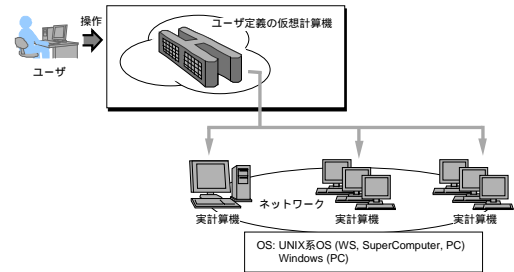 操作
ユーザ定義の仮想計算機
ユーザ
ネットワーク
実計算機
実計算機
実計算機
OS: UNIX系OS (WS, SuperComputer, PC)
Windows (PC)